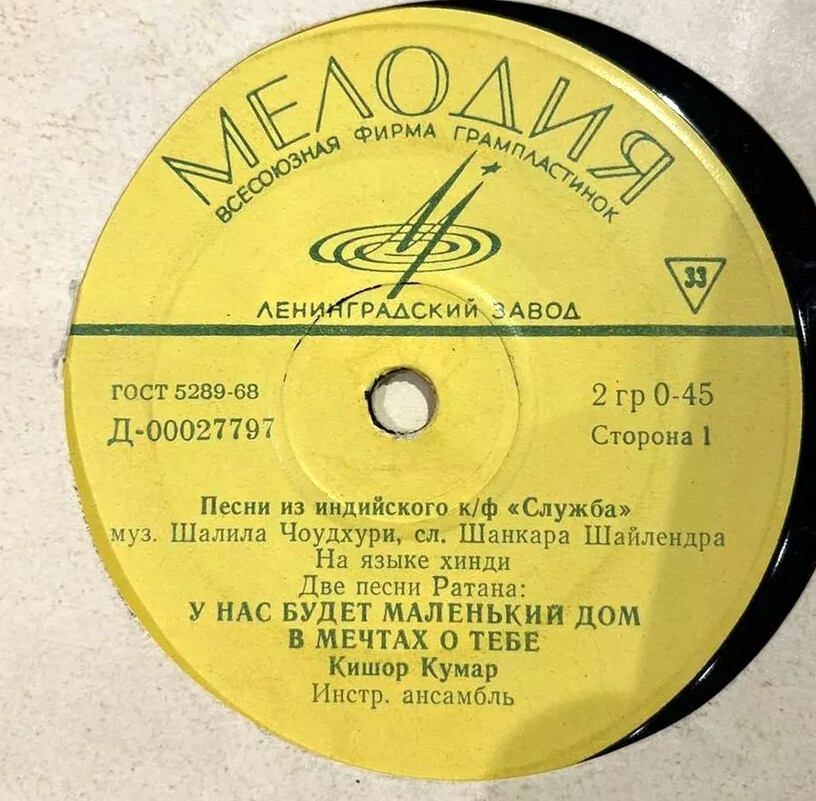 МЕЛОДИЯ
ВСЕСОЮЗНАЯ ФИРМА ГРАМПЛАСТИНОК
33
ЛЕНИНГРАДСКИЙ ЗАВОД
ГОСТ 5289-68
2 гр 0-45
Д-00027797
Сторона 1
Песни из индийского к/ф «Служба»
муз. Шалила Чоудхури, сл. Шанкара Шайлендра
На языке хинди
Две песни Ратана:
У НАС БУДЕТ МАЛЕНЬКИЙ ДОМ
В МЕЧТАХ О ТЕБЕ
Кишор Кумар
Инстр. ансамбль